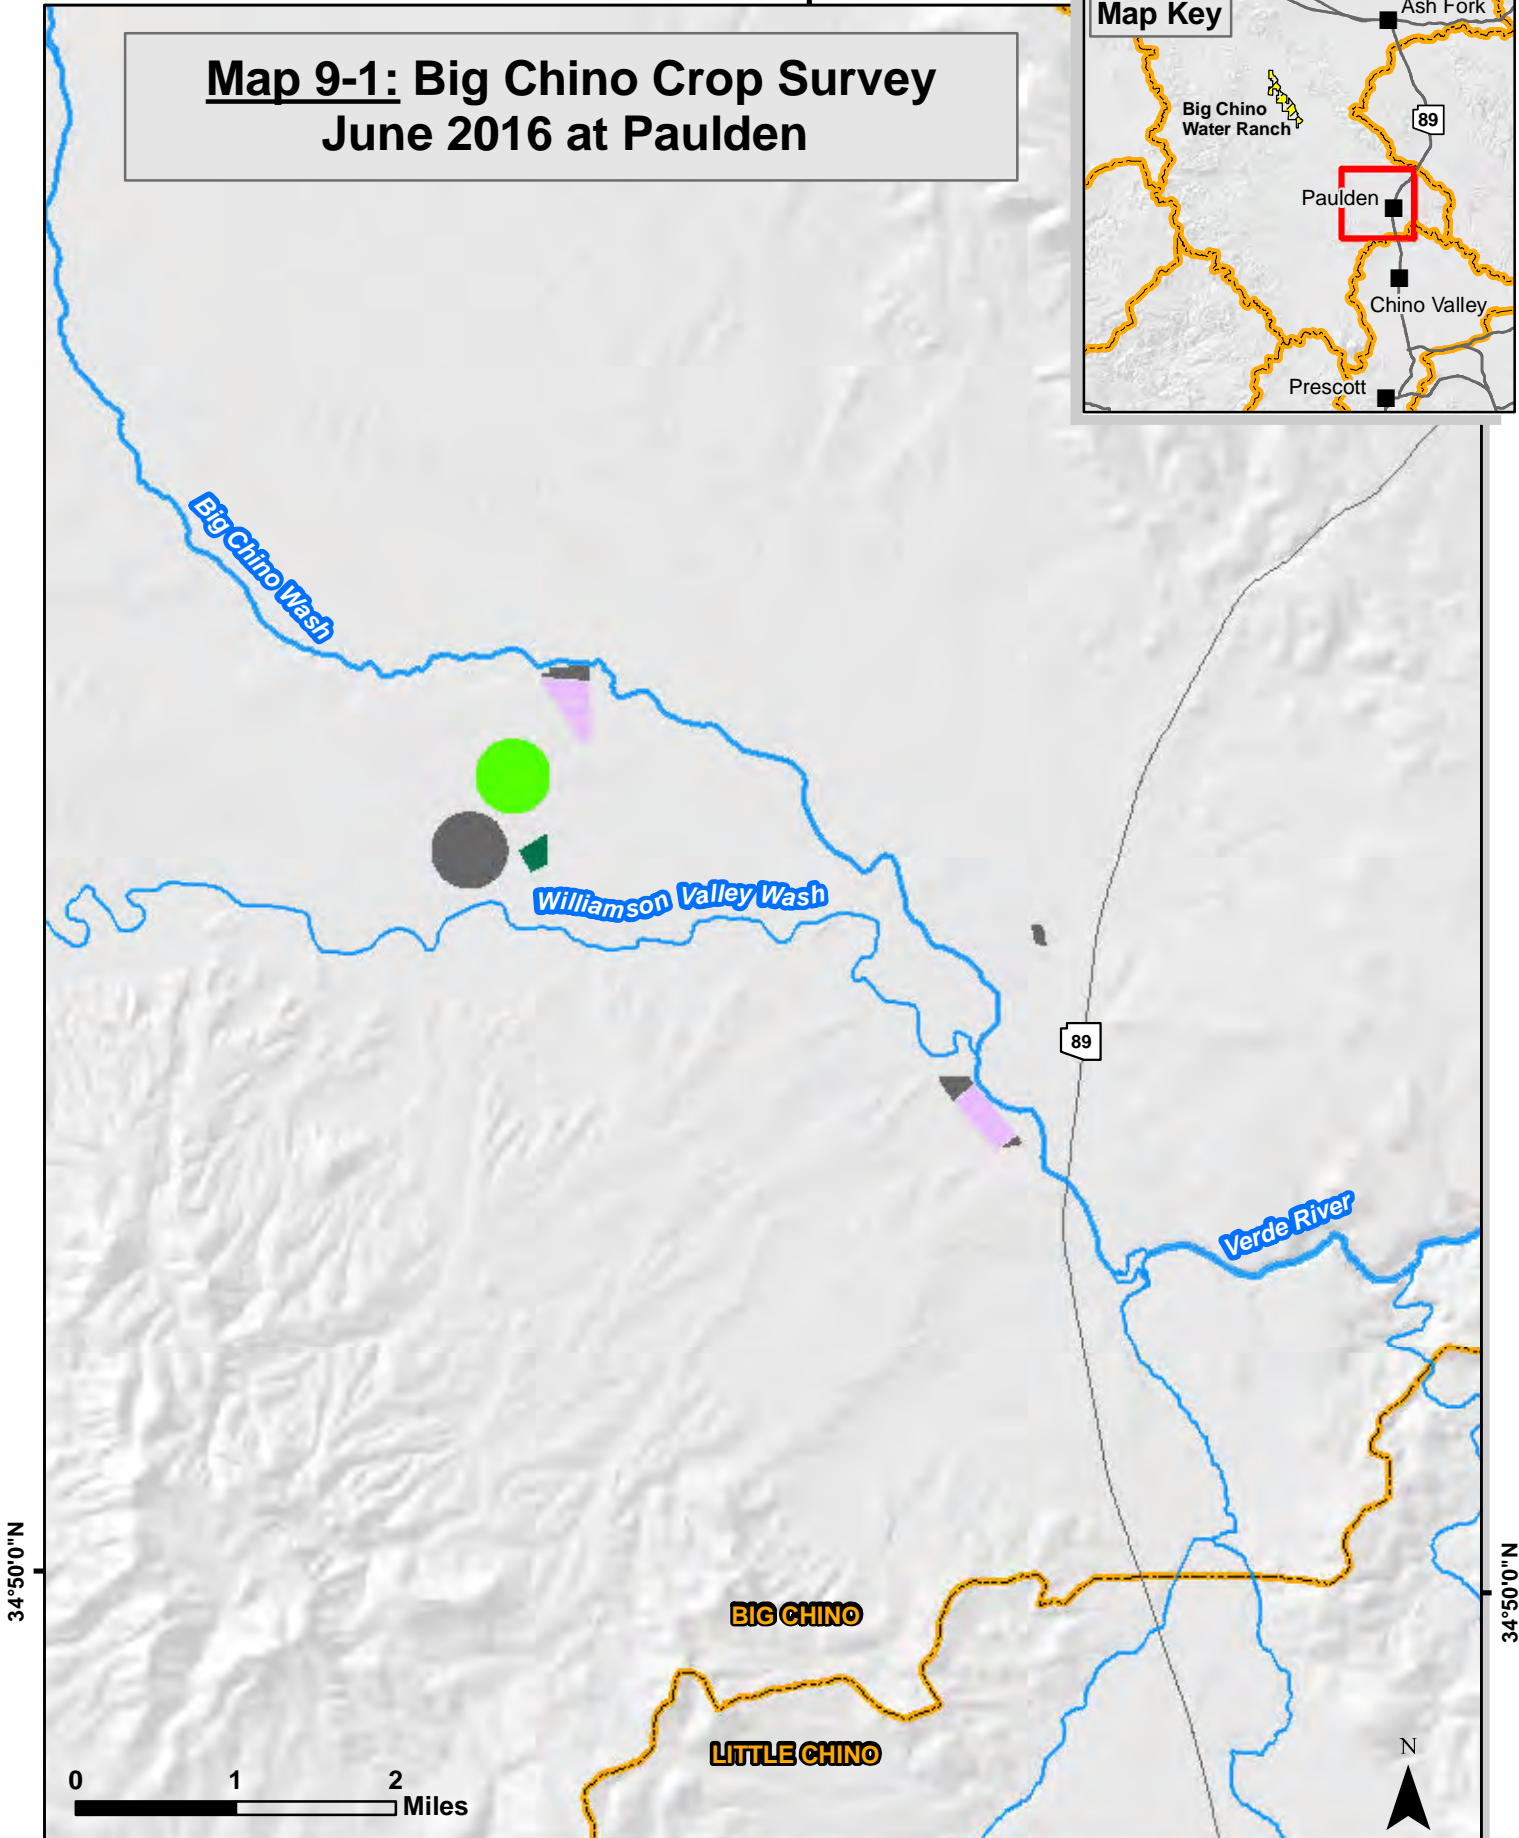 Map 9-1: Big Chino Crop Survey
June 2016 at Paulden
Map Key
Ash Fork
Big Chino
Water Ranch
89
Paulden
Chino Valley
Prescott
Big Chino Wash
Williamson Valley Wash
89
Verde River
34°50'0"N
34°50'0"N
BIG CHINO
LITTLE CHINO
0 1 2
Miles
N